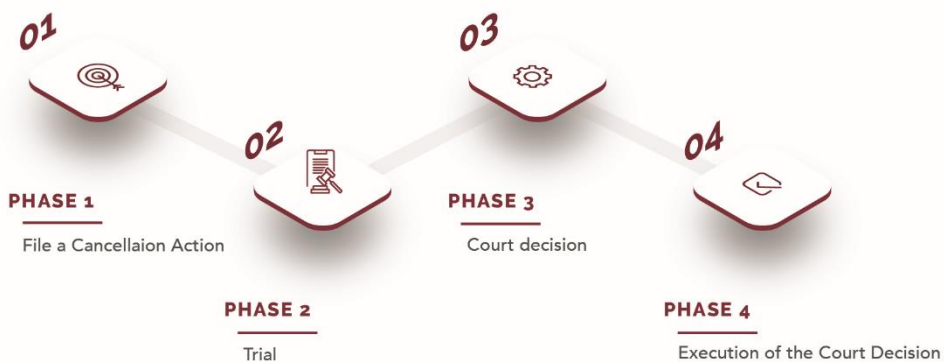 01
PHASE 1
File a Cancellaion Action
02
PHASE 2
Trial
03
PHASE 3
Court decision
04
PHASE 4
Execution of the Court Decision